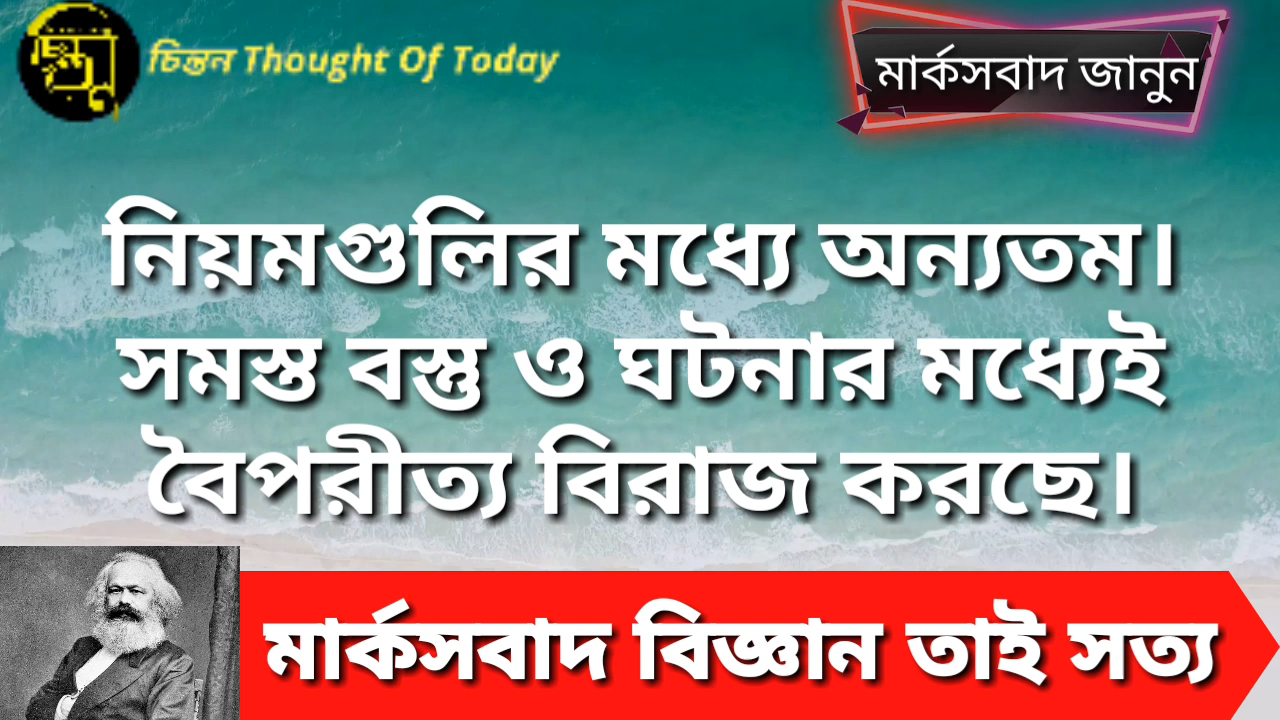 চিন্তন Thought Of Today
মার্কসবাদ জানুন
নিয়মগুলির মধ্যে অন্যতম।
সমস্ত বস্তু ও ঘটনার মধ্যেই
বৈপরীত্য বিরাজ করছে।
মার্কসবাদ বিজ্ঞান তাই সত্য